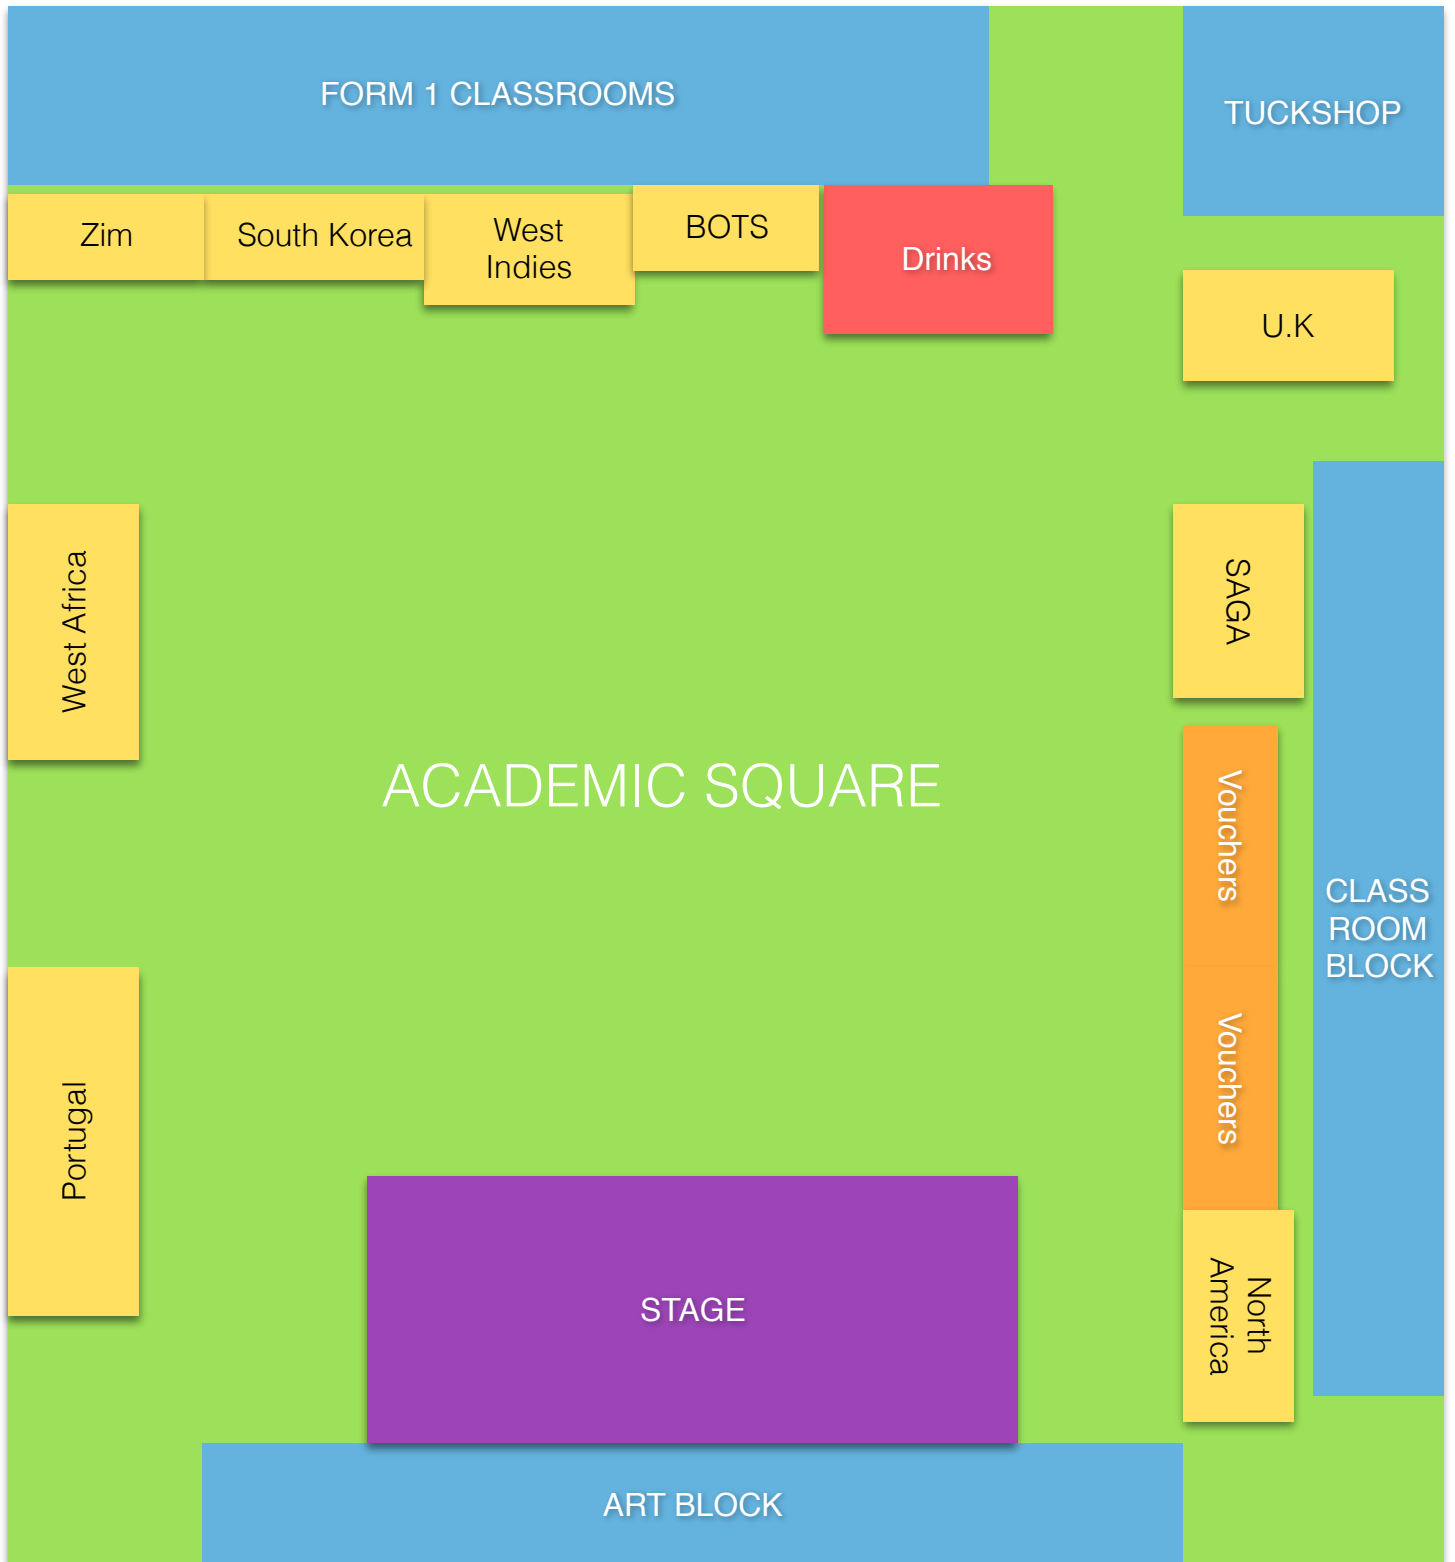 FORM 1 CLASSROOMS
TUCKSHOP
Zim
South Korea
West
Indies
BOTS
Drinks
U.K
West Africa
SAGA
ACADEMIC SQUARE
Vouchers
CLASS
ROOM
BLOCK
Vouchers
Portugal
North
America
STAGE
ART BLOCK